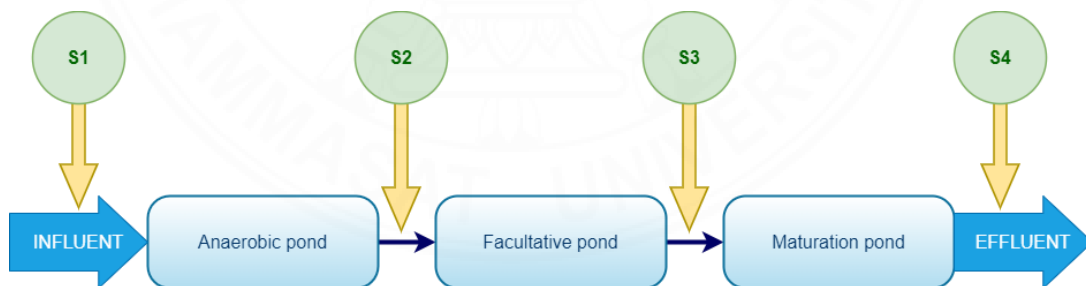 S1
S2
S3
S4
INFLUENT
Anaerobic pond
Facultative pond
Maturation pond
EFFLUENT